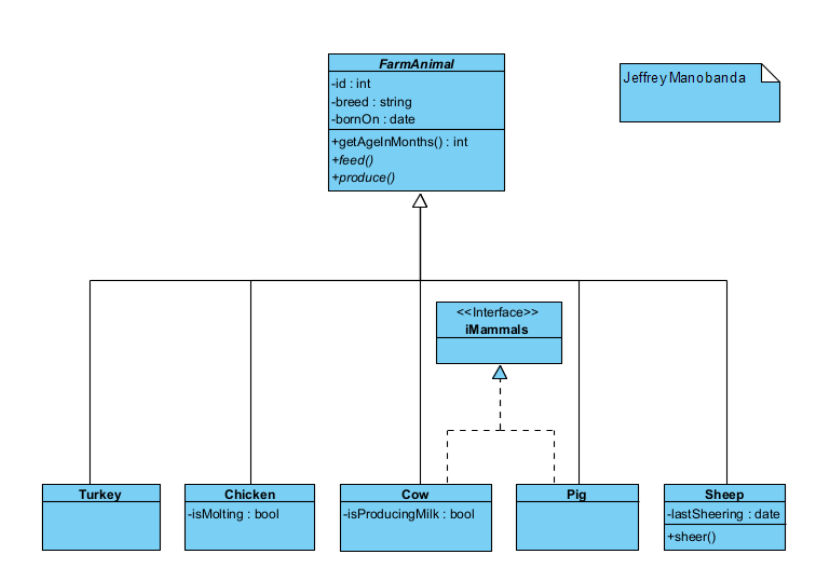 FarmAnimal
-id : int
-breed : string
-bornOn : date
+getAgeInMonths() : int
+feed()
+produce()
Jeffrey Manobanda
<<Interface>>
iMammals
Turkey
Chicken
-isMolting : bool
Cow
-isProducingMilk : bool
Pig
Sheep
-lastSheering : date
+sheer()